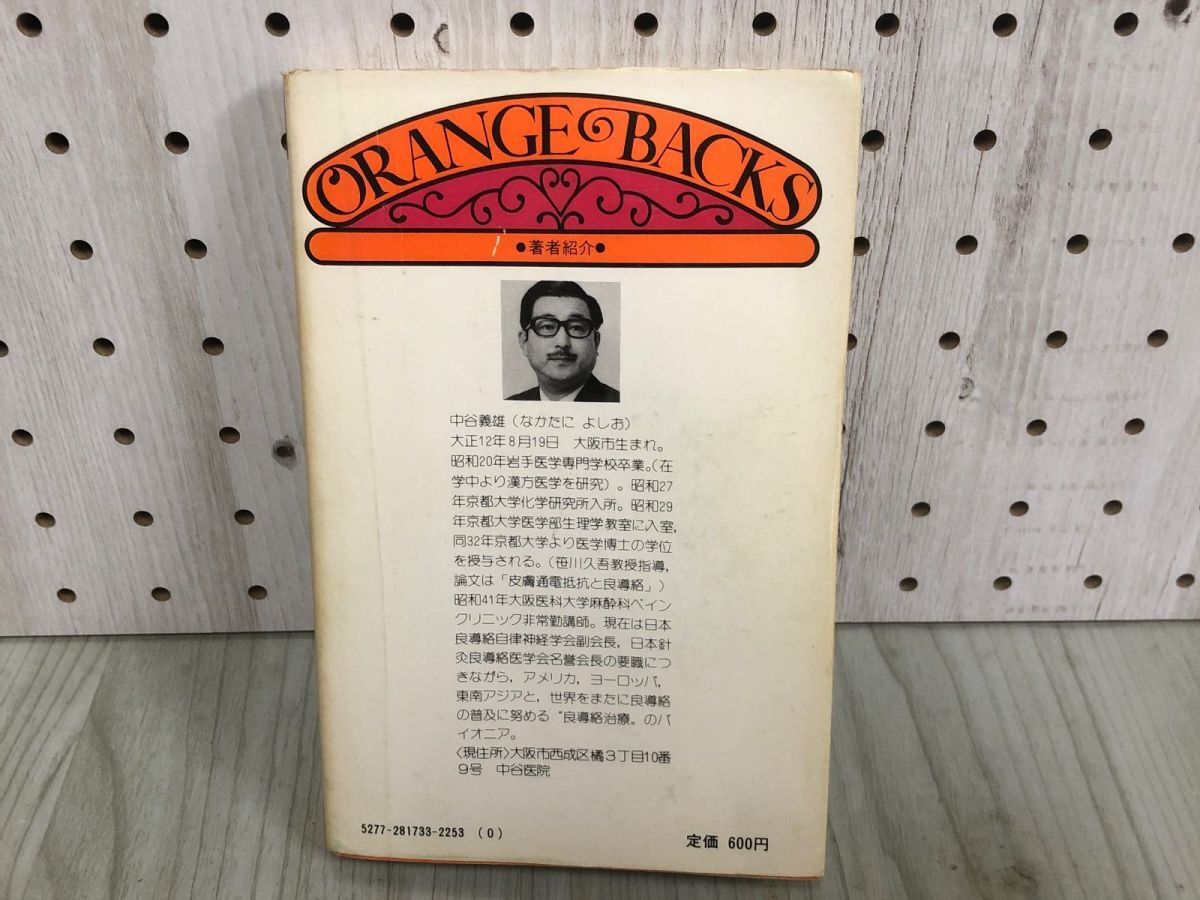 ORANGE BACKS
●著者紹介●
中谷義雄（なかたに よしお）
大正12年8月19日　大阪市生まれ。
昭和20年岩手医学専門学校卒業。（在
学中より漢方医学を研究）。昭和27
年京都大学化学研究所入所。昭和29
年京都大学医学部生理学教室に入室，
同32年京都大学より医学博士の学位
を授与される。（笹川久吾教授指導，
論文は「皮膚通電抵抗と良導絡」）
昭和41年大阪医科大学麻酔科ペイン
クリニック非常勤講師。現在は日本
良導絡自律神経学会副会長，日本針
灸良導絡医学会名誉会長の要職につ
きながら，アメリカ，ヨーロッパ，
東南アジアと，世界をまたに良導絡
の普及に努める〝良導絡治療〟のパ
イオニア。
〈現住所〉大阪市西成区橘3丁目10番
9号　中谷医院
5277-281733-2253 （0）
定価 600円